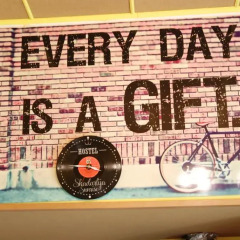 EVERY DAY
IS A GIFT.
HOSTEL